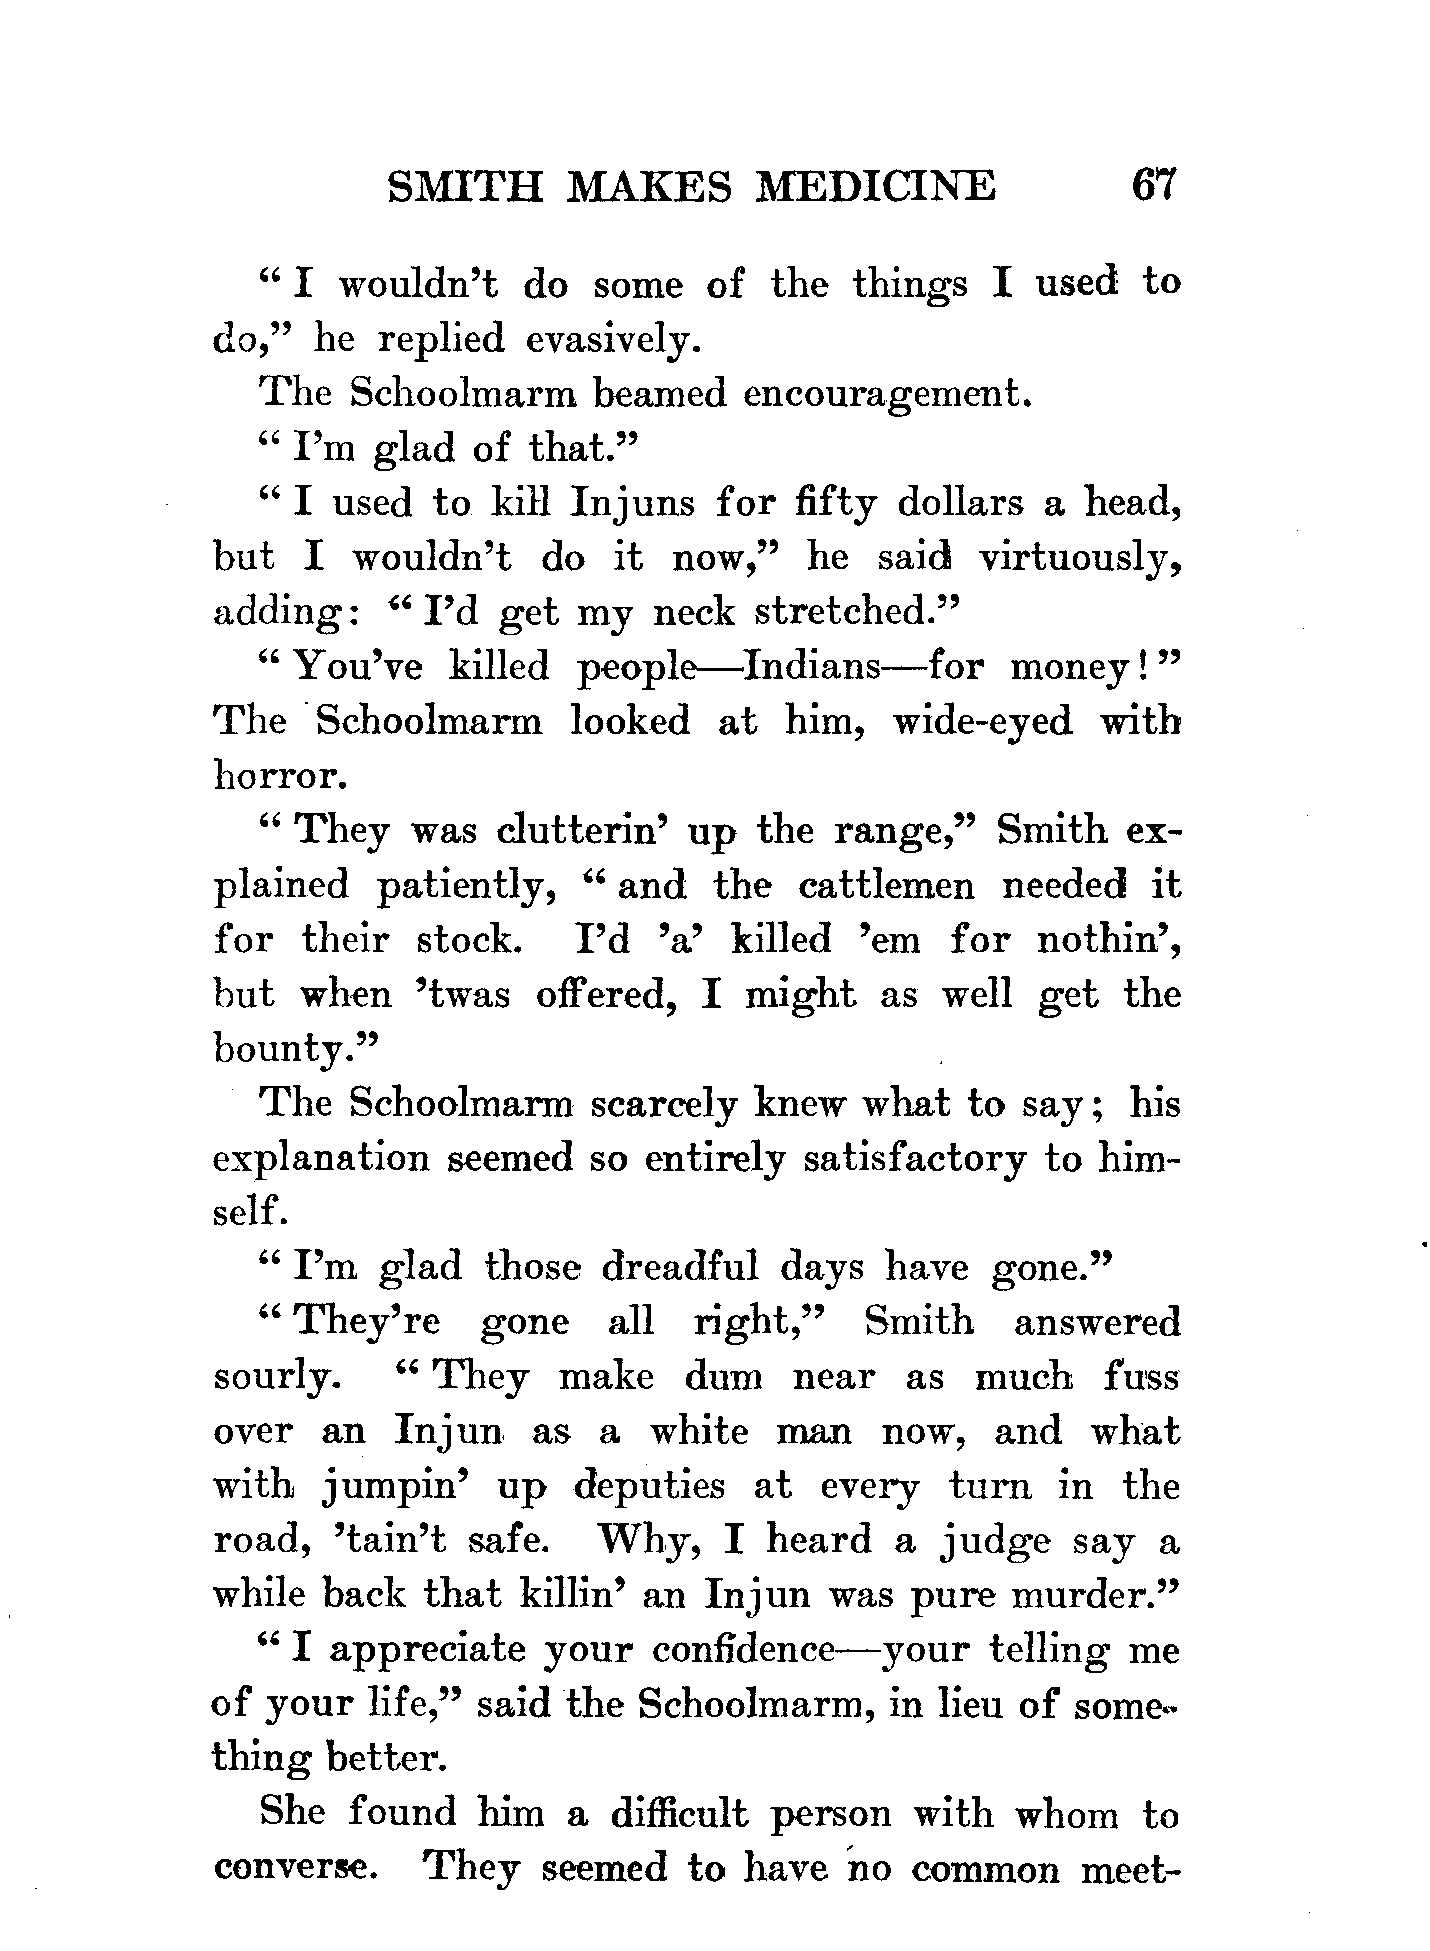 SMITH MAKES MEDICINE 67
“ I wouldn’t do some of the things I used to
do,” he replied evasively.
The Schoolmarm beamed encouragement.
“ I’m glad of that.”
“ I used to kill Injuns for fifty dollars a head,
but I wouldn’t do it now,” he said virtuously,
adding: “ I’d get my neck stretched.”
“ You’ve killed people—Indians—for money! ”
The Schoolmarm looked at him, wide-eyed with
horror.
“ They was clutterin’ up the range,” Smith ex-
plained patiently, “ and the cattlemen needed it
for their stock. I’d ’a’ killed ’em for nothin’,
but when ’twas offered, I might as well get the
bounty.”
The Schoolmarm scarcely knew what to say; his
explanation seemed so entirely satisfactory to him-
self.
“ I’m glad those dreadful days have gone.”
“ They’re gone all right,” Smith answered
sourly. “ They make dum near as much fuss
over an Injun as a white man now, and what
with jumpin’ up deputies at every turn in the
road, ’tain’t safe. Why, I heard a judge say a
while back that killin’ an Injun was pure murder.”
“ I appreciate your confidence—your telling me
of your life,” said the Schoolmarm, in lieu of some-
thing better.
She found him a difficult person with whom to
converse. They seemed to have no common meet-